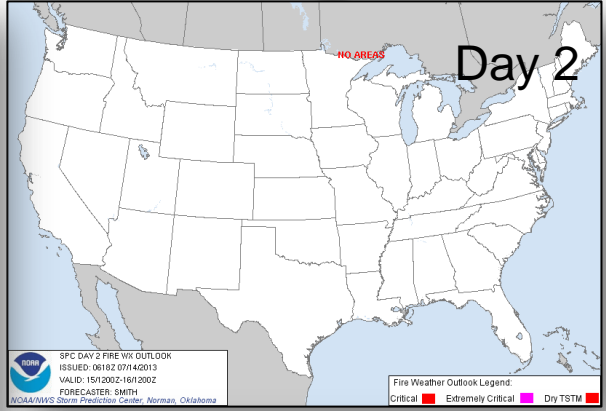 NO AREAS
Day 2
NOAA
SPC DAY 2 FIRE WX OUTLOOK
ISSUED: 0618Z 07/14/2013
VALID: 15/1200Z-16/1200Z
FORECASTER: SMITH
NOAA/NWS Storm Prediction Center, Norman, Oklahoma
Fire Weather Outlook Legend:
Critical Extremely Critical Dry TSTM